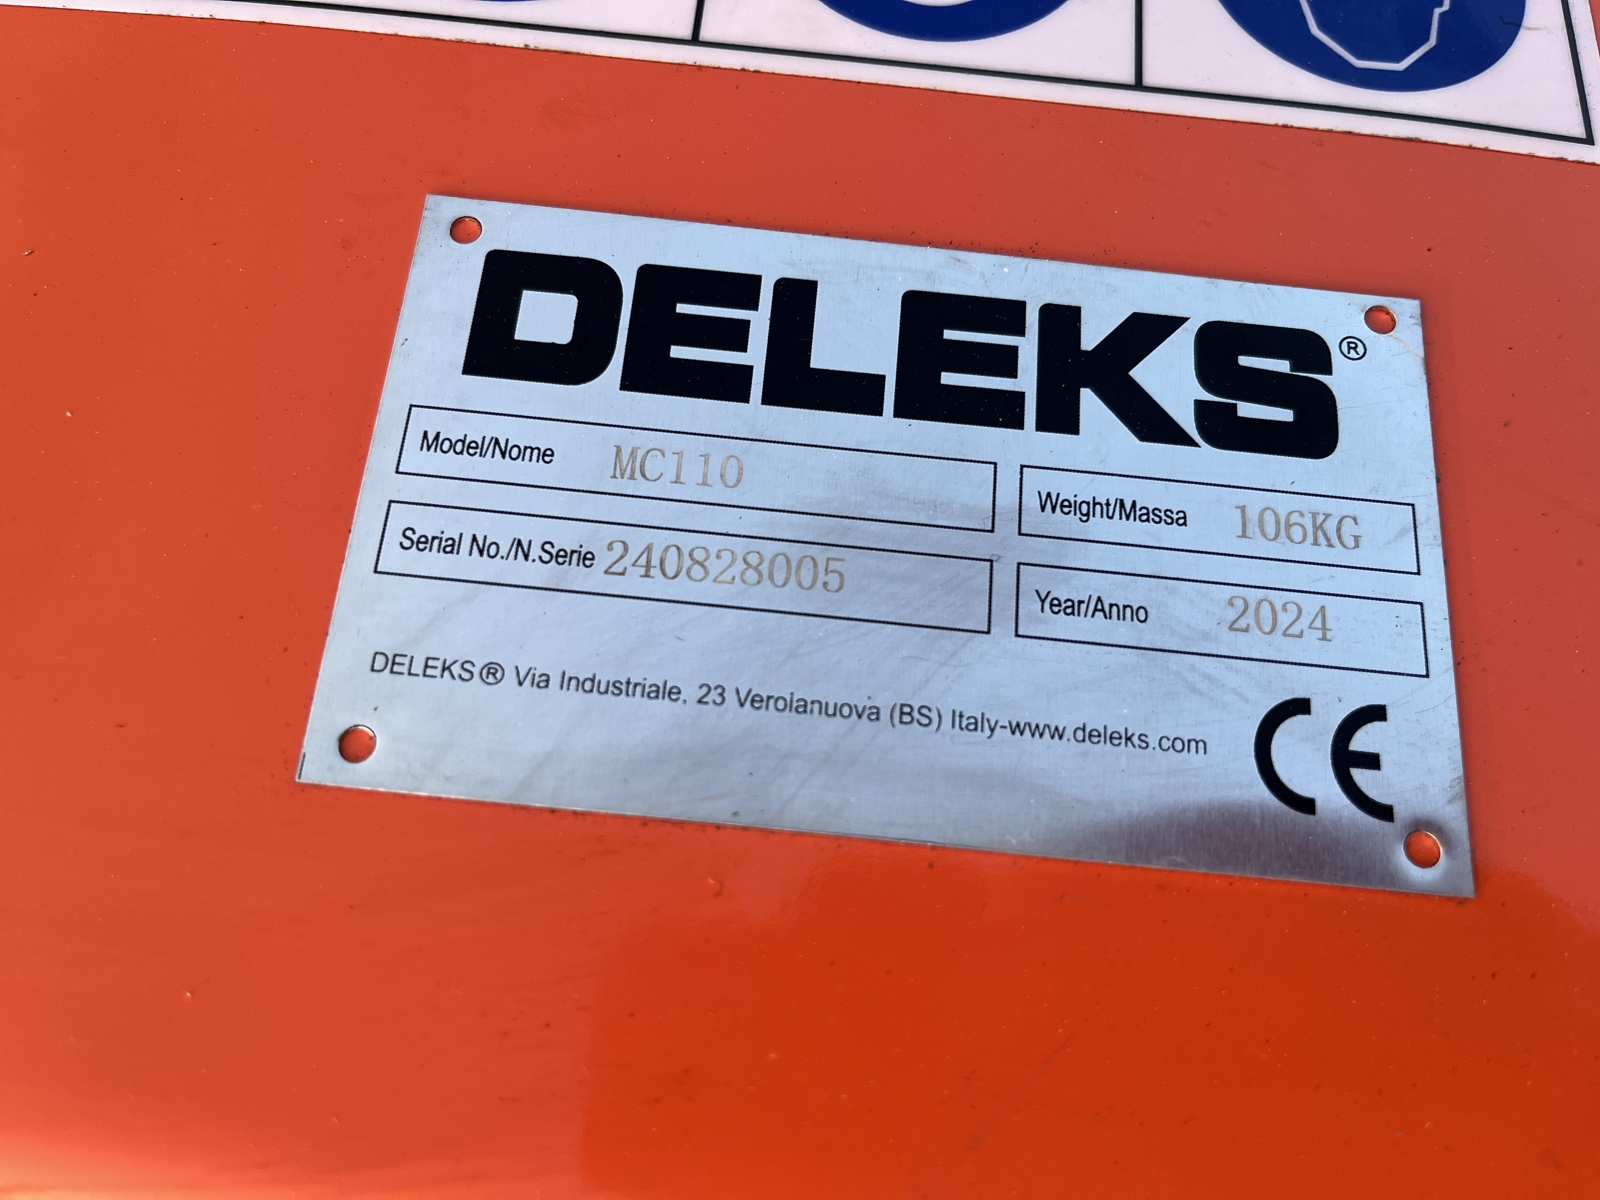 DELEKS®
Model/Nome MC110
Weight/Massa 106KG
Serial No./N.Serie 240828005
Year/Anno 2024
DELEKS® Via Industriale, 23 Verolanuova (BS) Italy-www.deleks.com
CE